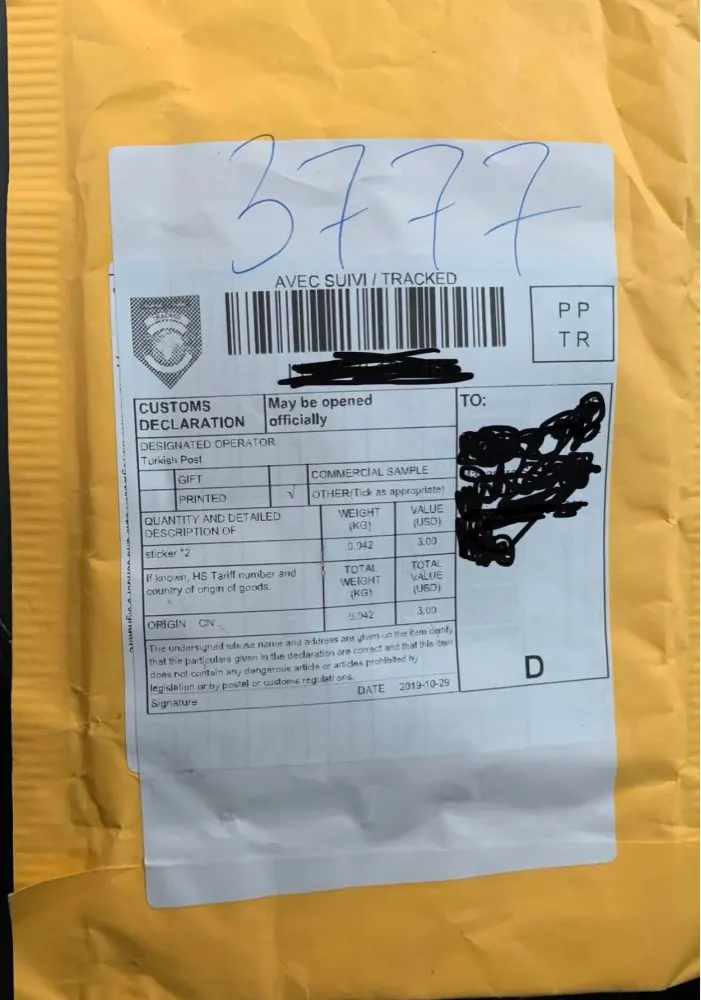 3777
AVEC SUIVI / TRACKED
PP
TR
CUSTOMS
DECLARATION
May be opened
officially
TO:
DESIGNATED OPERATOR
Turkish Post
GIFT
COMMERCIAL SAMPLE
PRINTED
√ OTHER(Tick as appropriate)
QUANTITY AND DETAILED
DESCRIPTION OF
WEIGHT
(KG)
VALUE
(USD)
sticker *2
0.042
3.00
If known, HS Tariff number and
country of origin of goods.
TOTAL
WEIGHT
(KG)
TOTAL
VALUE
(USD)
ORIGIN: CN
0.042
3.00
The undersigned whose name and address are given on the item certify
that the particulars given in the declaration are correct and that this item
does not contain any dangerous article or articles prohibited by
legislation or by postel or customs regulati ons.
DATE 2019-10-29
Signature
D